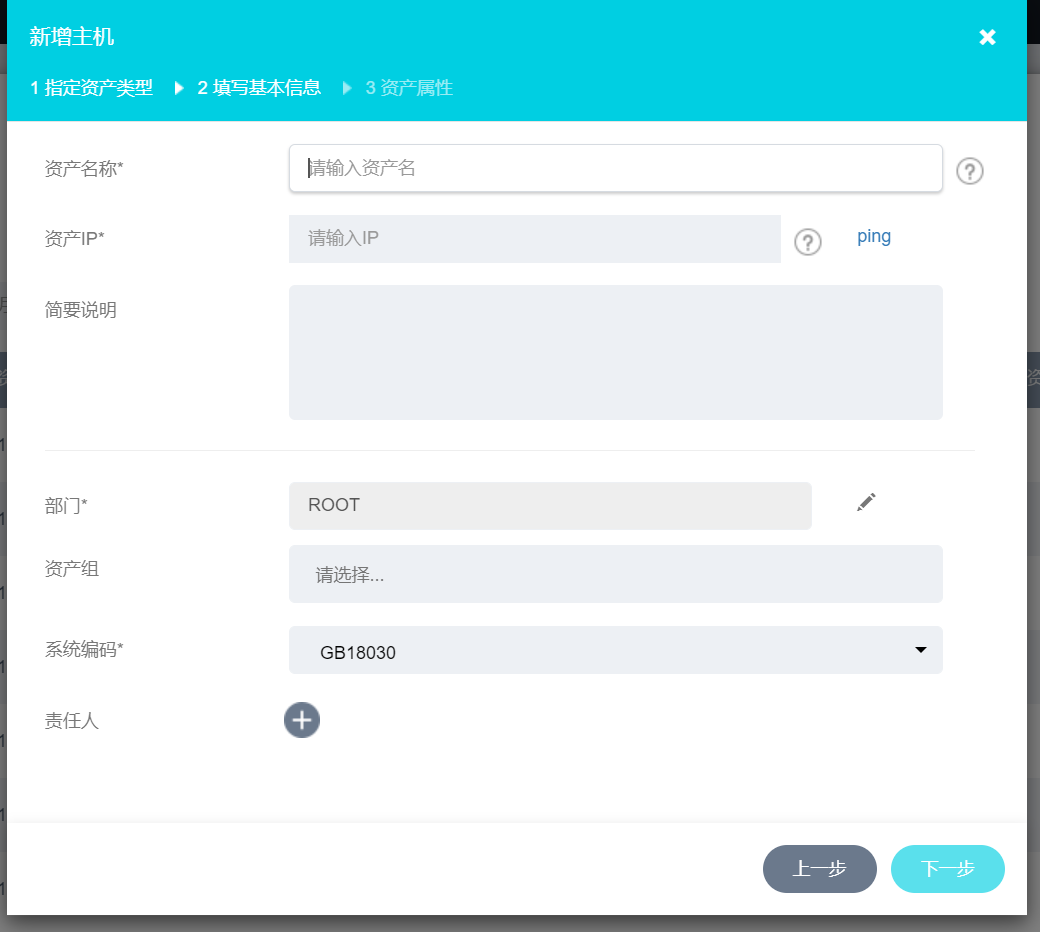 新增主机
1 指定资产类型 2 填写基本信息 3 资产属性
资产名称* 请输入资产名
资产IP* 请输入IP ping
简要说明
部门* ROOT
资产组 请选择...
系统编码* GB18030
责任人
上一步 下一步